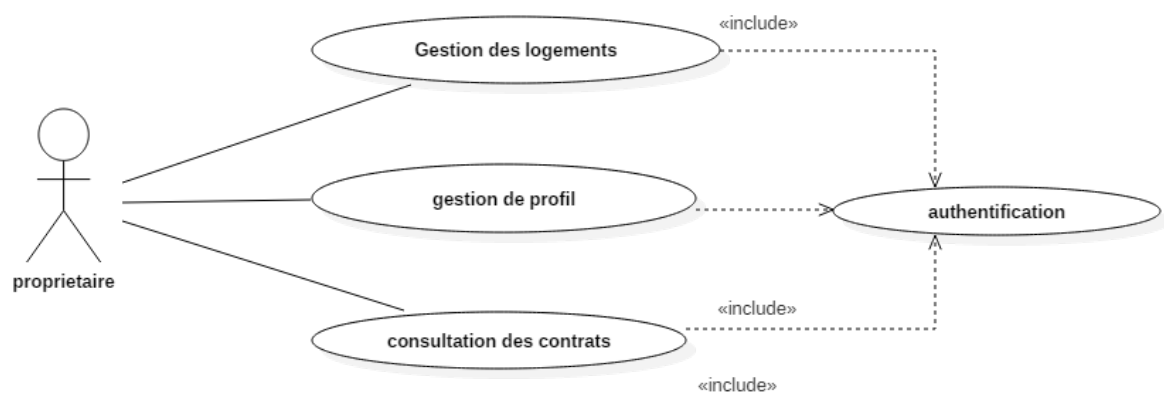 «include»
Gestion des logements
gestion de profil
authentification
proprietaire
«include»
consultation des contrats
«include»